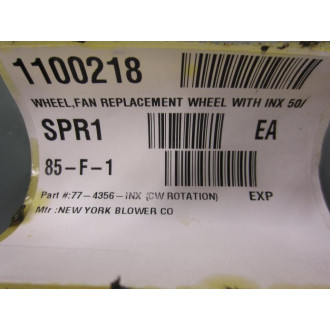 1100218
WHEEL,FAN REPLACEMENT WHEEL WITH INX 50/
SPR1 EA
85-F-1
Part #:77-4356-INX (CW ROTATION) EXP
Mfr :NEW YORK BLOWER CO